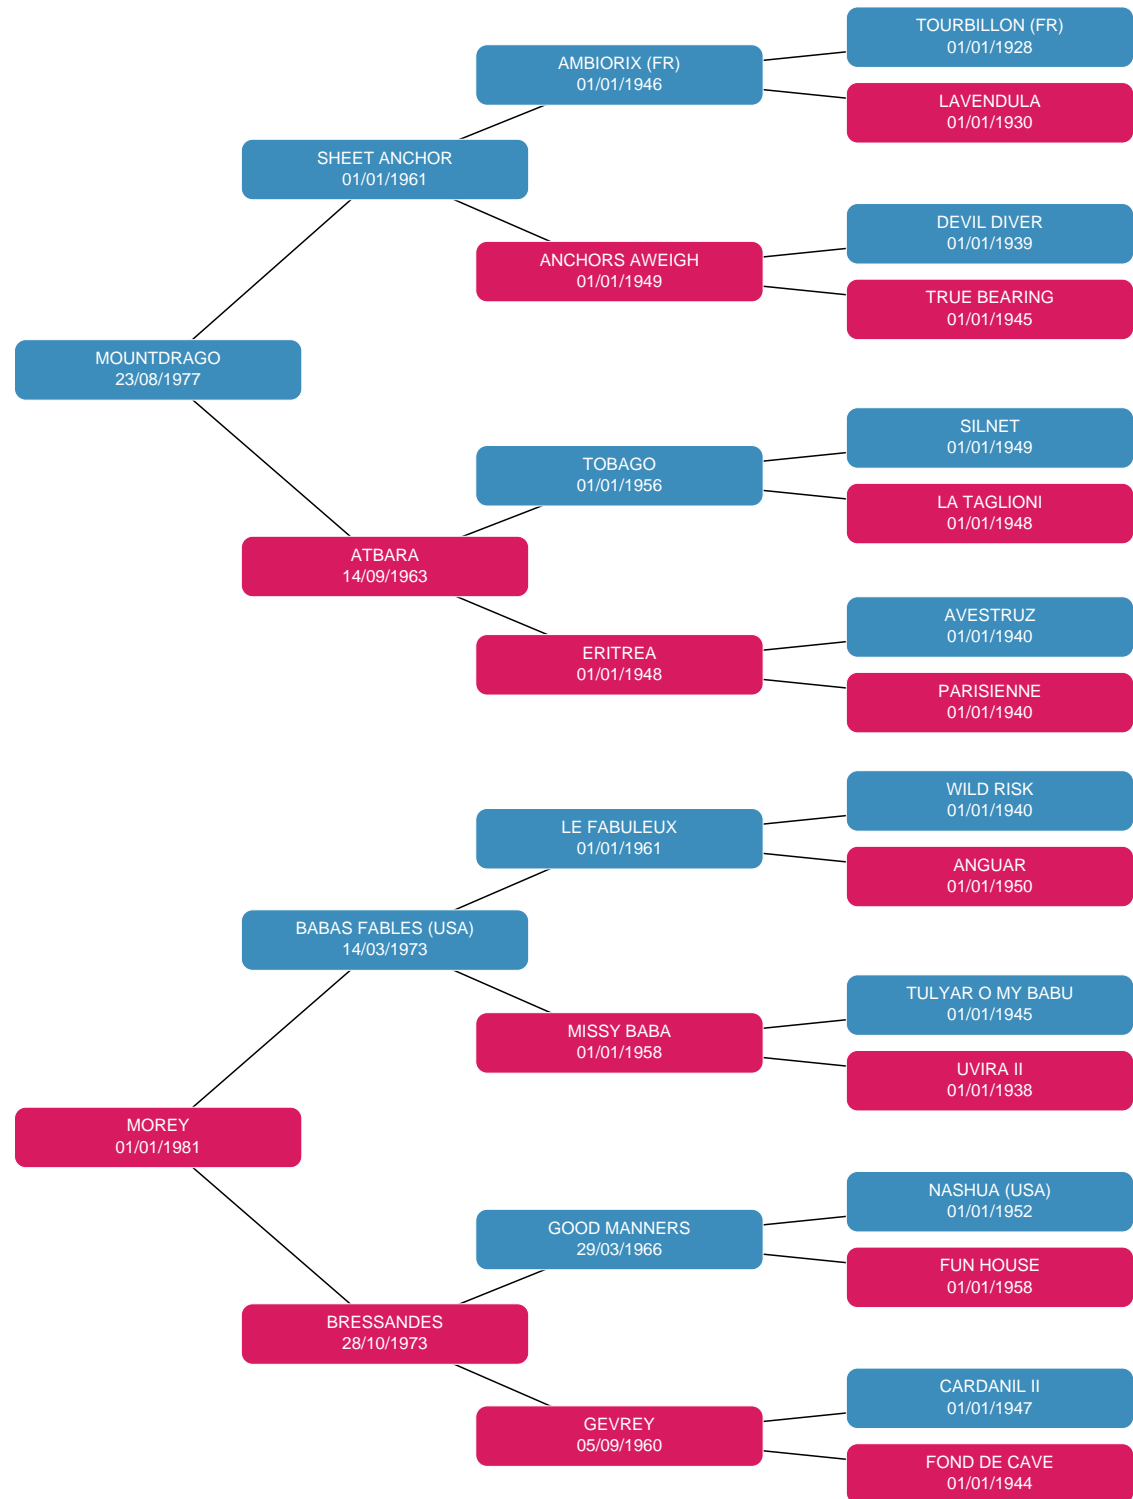 TOURBILLON (FR)
01/01/1928
AMBIORIX (FR)
01/01/1946
LAVENDULA
01/01/1930
SHEET ANCHOR
01/01/1961
DEVIL DIVER
01/01/1939
ANCHORS AWEIGH
01/01/1949
TRUE BEARING
01/01/1945
MOUNTDRAGO
23/08/1977
SILNET
01/01/1949
TOBAGO
01/01/1956
LA TAGLIONI
01/01/1948
ATBARA
14/09/1963
AVESTRUZ
01/01/1940
ERITREA
01/01/1948
PARISIENNE
01/01/1940
WILD RISK
01/01/1940
LE FABULEUX
01/01/1961
ANGUAR
01/01/1950
BABAS FABLES (USA)
14/03/1973
TULYAR O MY BABU
01/01/1945
MISSY BABA
01/01/1958
UVIRA II
01/01/1938
MOREY
01/01/1981
NASHUA (USA)
01/01/1952
GOOD MANNERS
29/03/1966
FUN HOUSE
01/01/1958
BRESSANDES
28/10/1973
CARDANIL II
01/01/1947
GEVREY
05/09/1960
FOND DE CAVE
01/01/1944